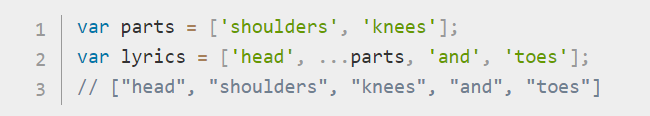 1 var parts = ['shoulders', 'knees'];
2 var lyrics = ['head', ...parts, 'and', 'toes'];
3 // ["head", "shoulders", "knees", "and", "toes"]